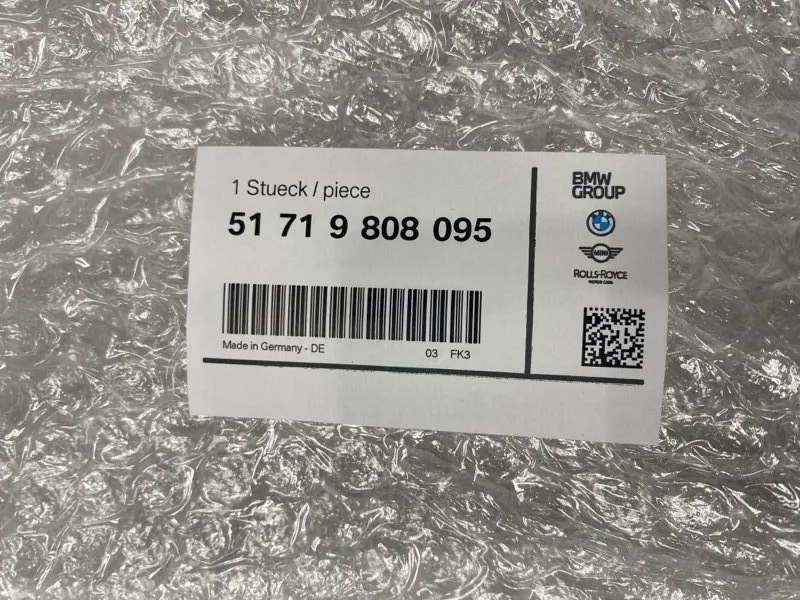 1 Stueck / piece
51 71 9 808 095
Made in Germany - DE
03 FK3
BMW
GROUP
MINI
ROLLS-ROYCE
MOTOR CARS